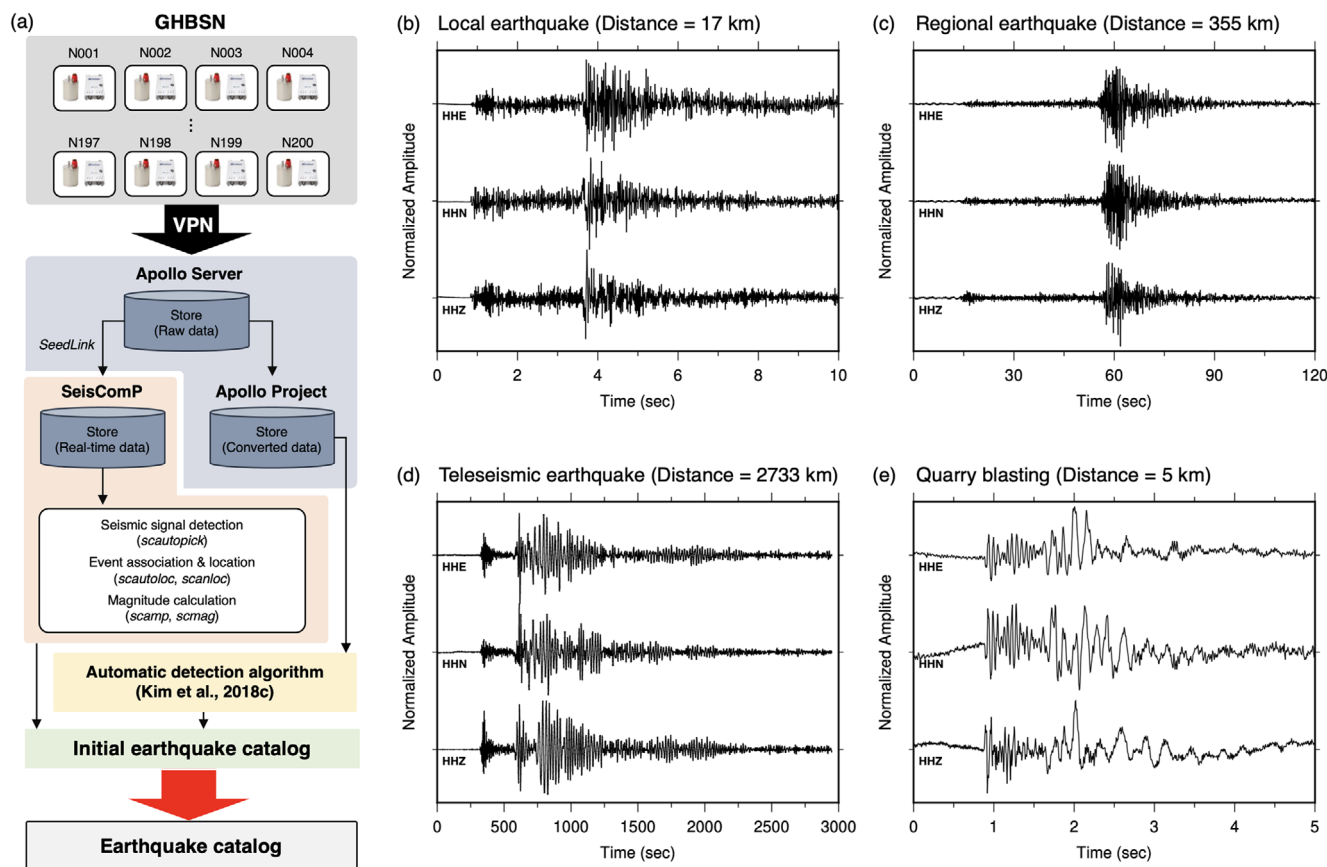 (a)
GHBSN
N001 N002 N003 N004
⋮
N197 N198 N199 N200
VPN
Apollo Server
Store
(Raw data)
SeedLink
SeisComP
Store
(Real-time data)
Apollo Project
Store
(Converted data)
Seismic signal detection
(scautopick)
Event association & location
(scautoloc, scanloc)
Magnitude calculation
(scamp, scmag)
Automatic detection algorithm
(Kim et al., 2018c)
Initial earthquake catalog
Earthquake catalog
(b) Local earthquake (Distance = 17 km)
Normalized Amplitude
HHE
HHN
HHZ
0 2 4 6 8 10
Time (sec)
(c) Regional earthquake (Distance = 355 km)
Normalized Amplitude
HHE
HHN
HHZ
0 30 60 90 120
Time (sec)
(d) Teleseismic earthquake (Distance = 2733 km)
Normalized Amplitude
HHE
HHN
HHZ
0 500 1000 1500 2000 2500 3000
Time (sec)
(e) Quarry blasting (Distance = 5 km)
Normalized Amplitude
HHE
HHN
HHZ
0 1 2 3 4 5
Time (sec)